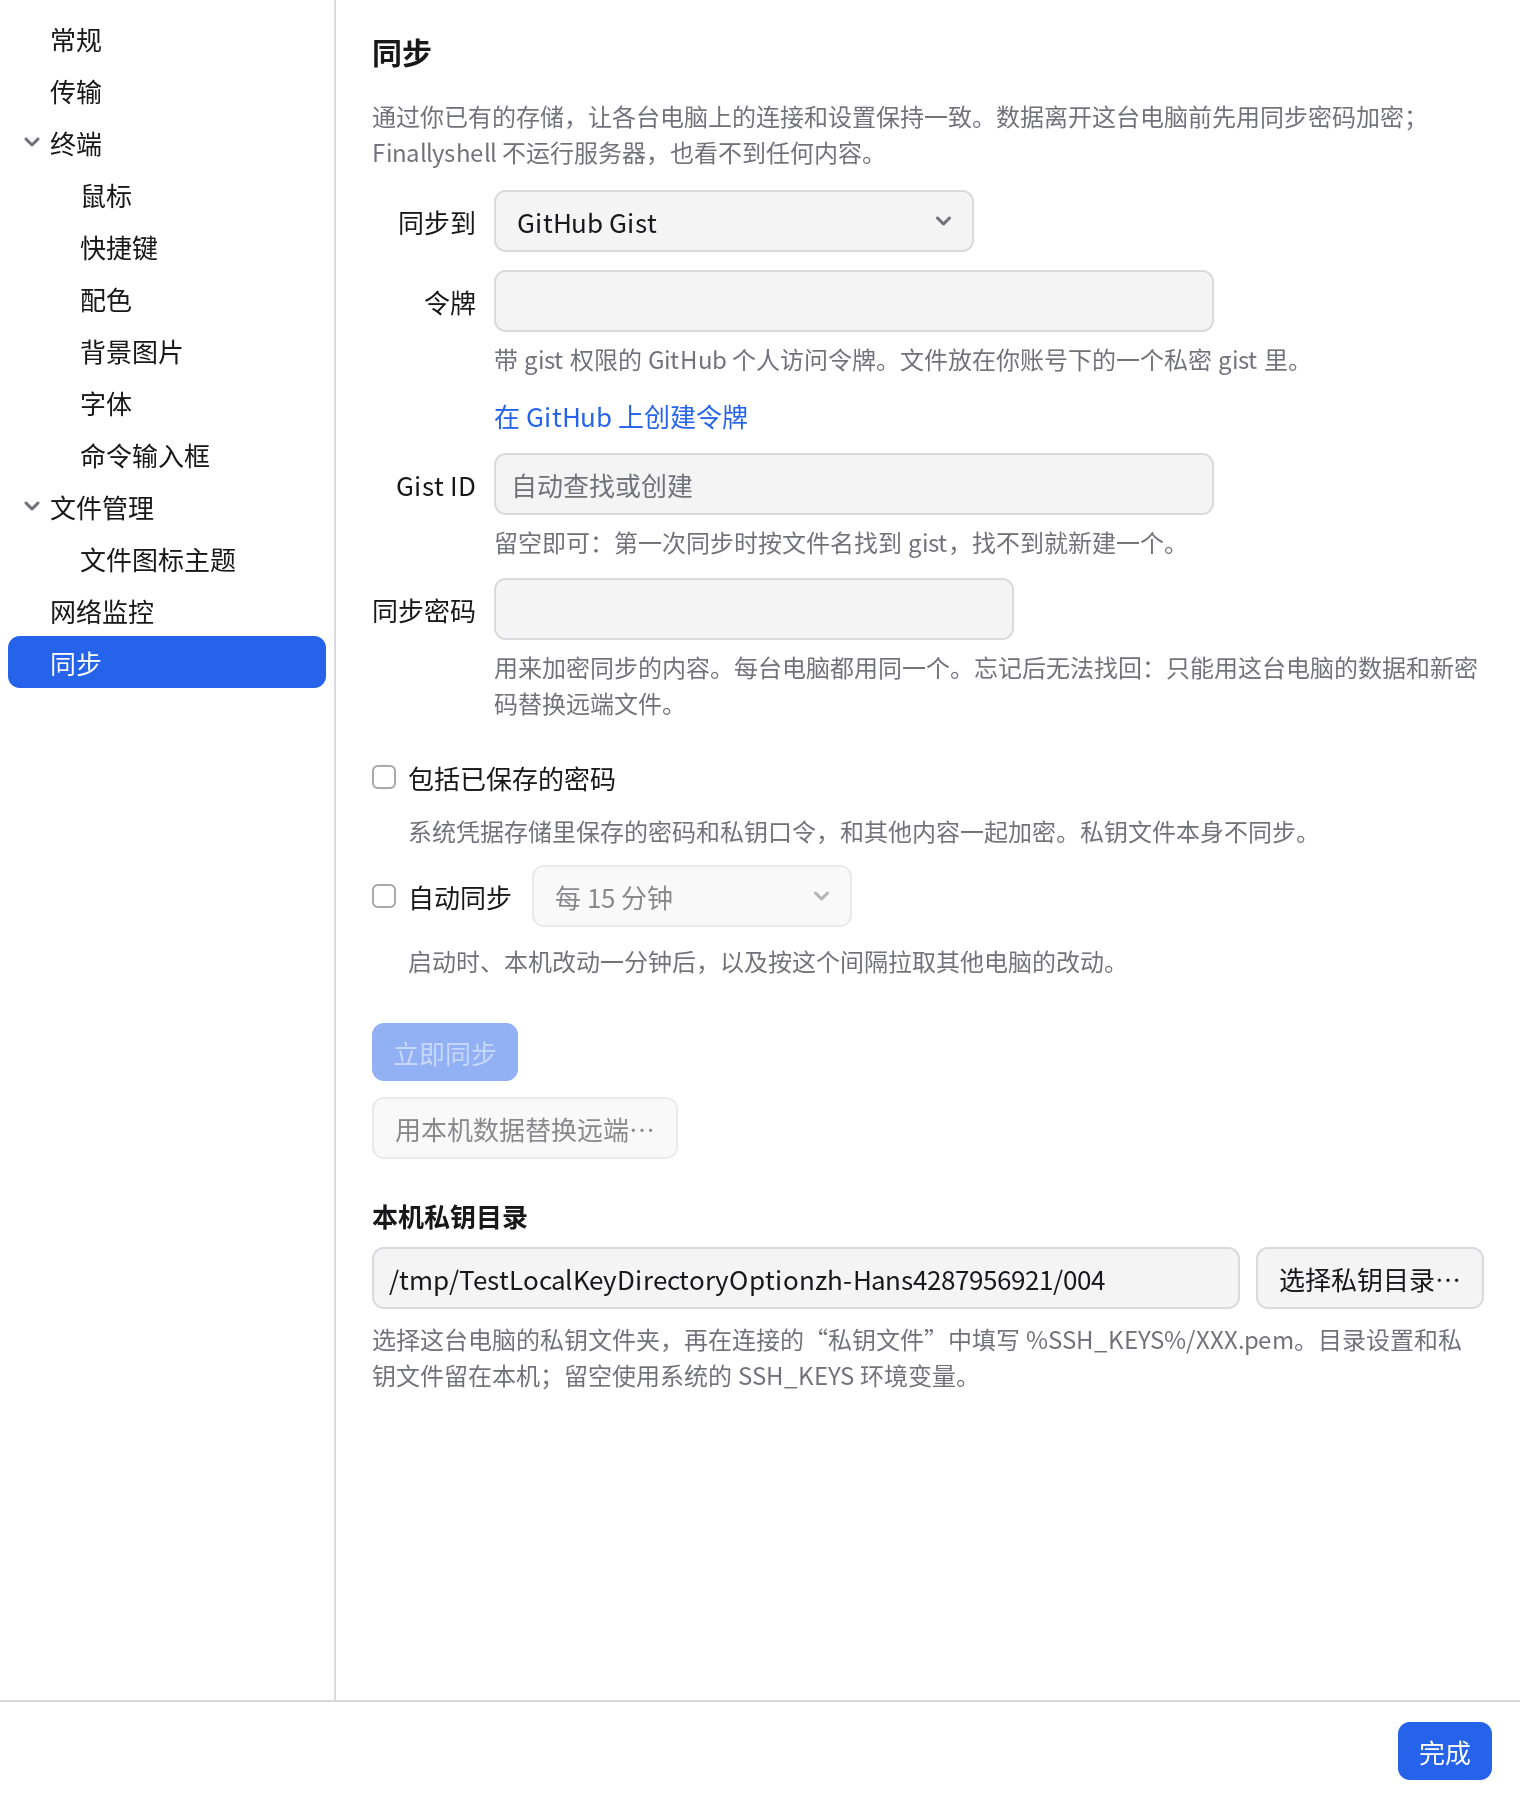 常规
传输
终端
鼠标
快捷键
配色
背景图片
字体
命令输入框
文件管理
文件图标主题
网络监控
同步
同步
通过你已有的存储，让各台电脑上的连接和设置保持一致。数据离开这台电脑前先用同步密码加密；
Finallyshell 不运行服务器，也看不到任何内容。
同步到 GitHub Gist
令牌
带 gist 权限的 GitHub 个人访问令牌。文件放在你账号下的一个私密 gist 里。
在 GitHub 上创建令牌
Gist ID 自动查找或创建
留空即可：第一次同步时按文件名找到 gist，找不到就新建一个。
同步密码
用来加密同步的内容。每台电脑都用同一个。忘记后无法找回：只能用这台电脑的数据和新密
码替换远端文件。
包括已保存的密码
系统凭据存储里保存的密码和私钥口令，和其他内容一起加密。私钥文件本身不同步。
自动同步 每 15 分钟
启动时、本机改动一分钟后，以及按这个间隔拉取其他电脑的改动。
立即同步
用本机数据替换远端…
本机私钥目录
/tmp/TestLocalKeyDirectoryOptionzh-Hans4287956921/004 选择私钥目录…
选择这台电脑的私钥文件夹，再在连接的“私钥文件”中填写 %SSH_KEYS%/XXX.pem。目录设置和私
钥文件留在本机；留空使用系统的 SSH_KEYS 环境变量。
完成